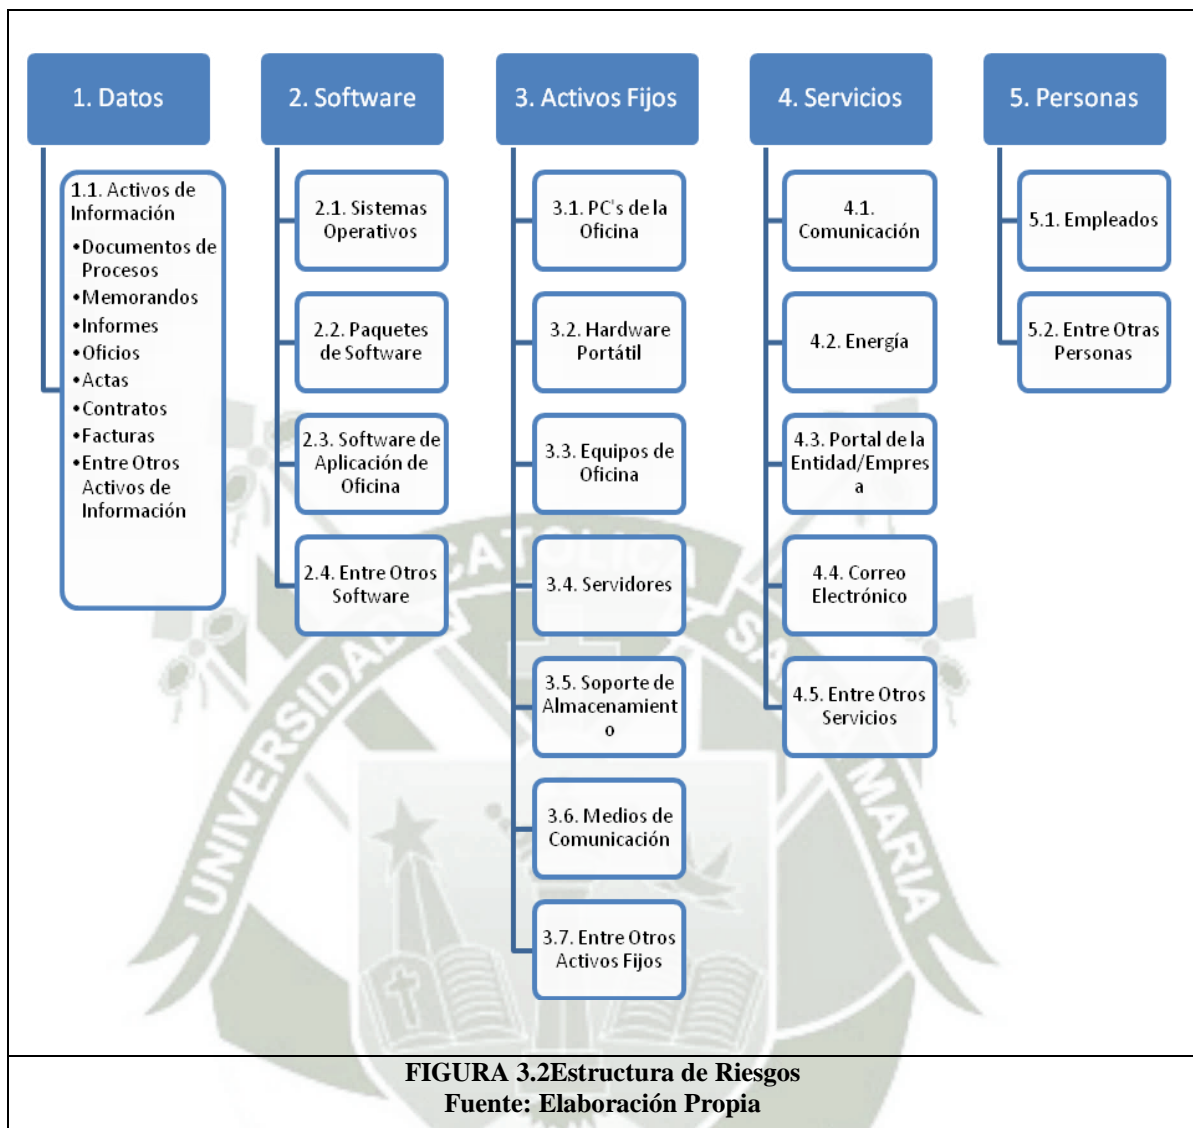 1. Datos
1.1. Activos de
Información
•Documentos de
Procesos
•Memorandos
•Informes
•Oficios
•Actas
•Contratos
•Facturas
•Entre Otros
Activos de
Información
2. Software
2.1. Sistemas
Operativos
2.2. Paquetes
de Software
2.3. Software de
Aplicación de
Oficina
2.4. Entre Otros
Software
3. Activos Fijos
3.1. PC's de la
Oficina
3.2. Hardware
Portátil
3.3. Equipos de
Oficina
3.4. Servidores
3.5. Soporte de
Almacenamient
o
3.6. Medios de
Comunicación
3.7. Entre Otros
Activos Fijos
4. Servicios
4.1.
Comunicación
4.2. Energía
4.3. Portal de la
Entidad/Empres
a
4.4. Correo
Electrónico
4.5. Entre Otros
Servicios
5. Personas
5.1. Empleados
5.2. Entre Otras
Personas
UNIVERSIDAD CATOLICA SANTA MARIA
FIGURA 3.2Estructura de Riesgos
Fuente: Elaboración Propia